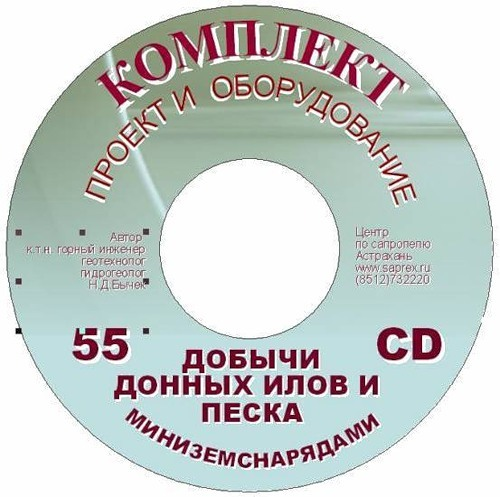 КОМПЛЕКТ
ПРОЕКТ И ОБОРУДОВАНИЕ
Автор
к.т.н. горный инженер
геотехнолог
гидрогеолог
Н.Д.Бычек
Центр
по сапропелю
Астрахань
www.saprex.ru
(8512)732220
55
CD
ДОБЫЧИ
ДОННЫХ ИЛОВ И
ПЕСКА
МИНИЗЕМСНАРЯДАМИ